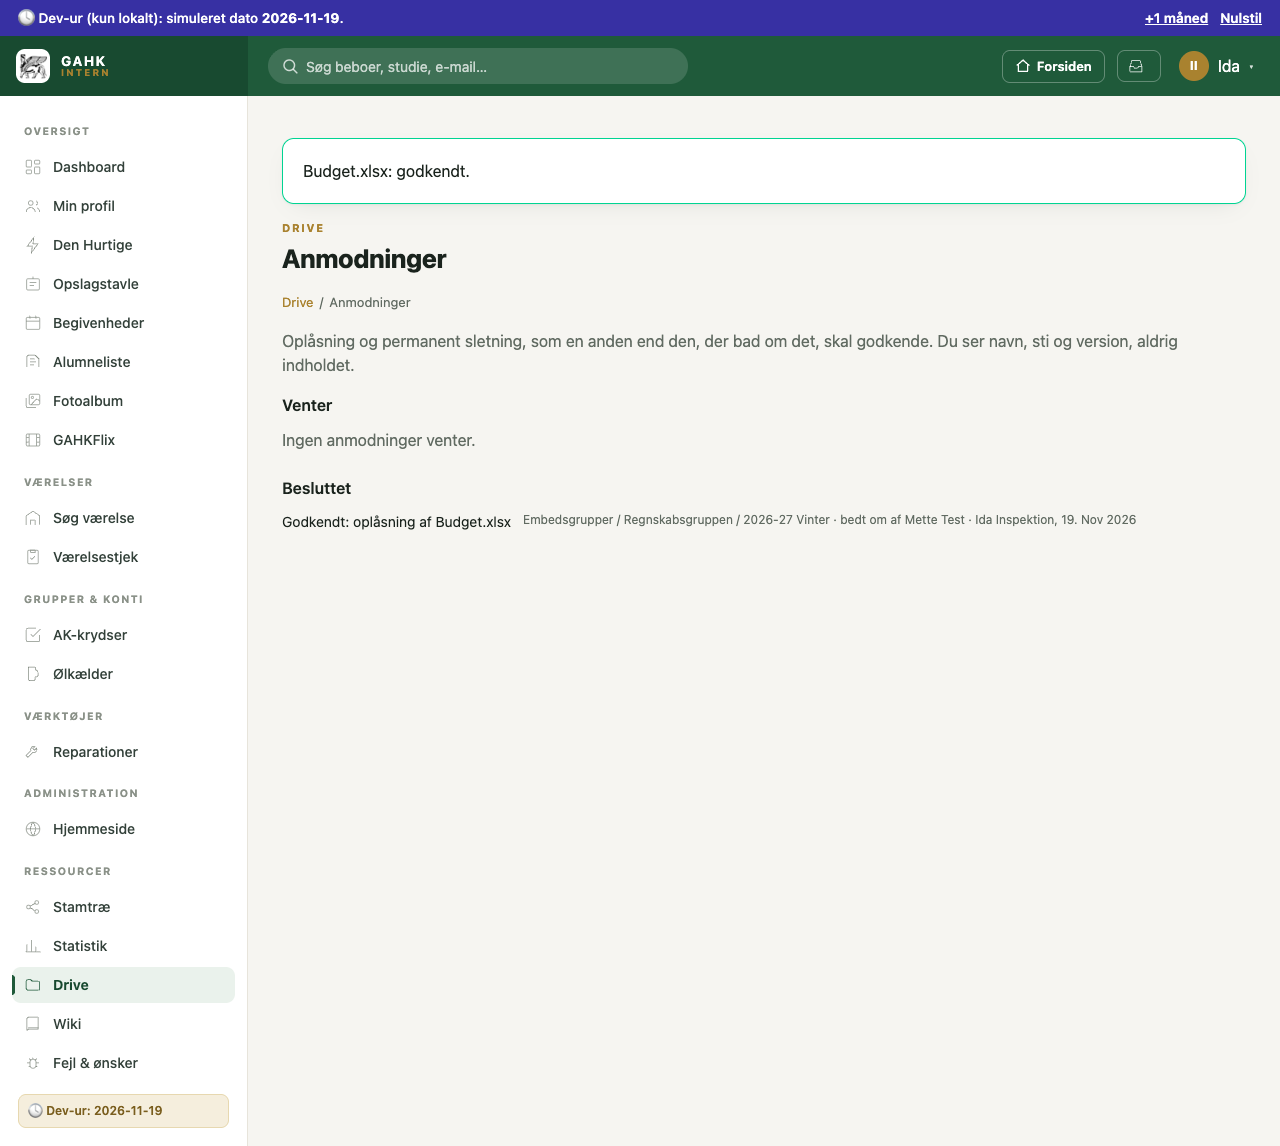 Dev-ur (kun lokalt): simuleret dato 2026-11-19.
+1 måned Nulstil
GAHK
INTERN
Søg beboer, studie, e-mail...
Forsiden
II Ida
OVERSIGT
Dashboard
Min profil
Den Hurtige
Opslagstavle
Begivenheder
Alumneliste
Fotoalbum
GAHKFlix
VÆRELSER
Søg værelse
Værelsestjek
GRUPPER & KONTI
AK-krydser
Ølkælder
VÆRKTØJER
Reparationer
ADMINISTRATION
Hjemmeside
RESSOURCER
Stamtræ
Statistik
Drive
Wiki
Fejl & ønsker
Dev-ur: 2026-11-19
Budget.xlsx: godkendt.
DRIVE
Anmodninger
Drive / Anmodninger
Oplåsning og permanent sletning, som en anden end den, der bad om det, skal godkende. Du ser navn, sti og version, aldrig
indholdet.
Venter
Ingen anmodninger venter.
Besluttet
Godkendt: oplåsning af Budget.xlsx Embedsgrupper / Regnskabsgruppen / 2026-27 Vinter · bedt om af Mette Test · Ida Inspektion, 19. Nov 2026